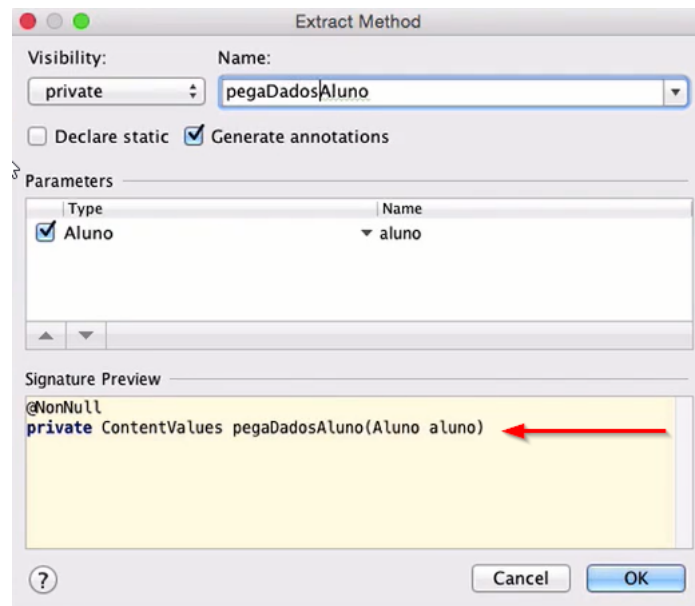 Extract Method
Visibility: Name:
private pegaDadosAluno
Declare static Generate annotations
Parameters
Type Name
Aluno aluno
Signature Preview
@NonNull
private ContentValues pegaDadosAluno(Aluno aluno)
? Cancel OK